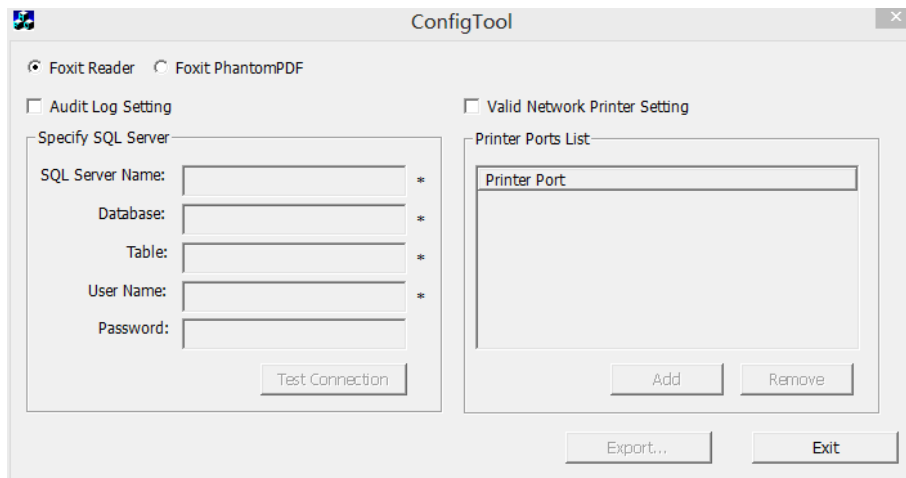 ConfigTool
Foxit Reader Foxit PhantomPDF
Audit Log Setting
Specify SQL Server
SQL Server Name: *
Database: *
Table: *
User Name: *
Password:
Test Connection
Valid Network Printer Setting
Printer Ports List
Printer Port
Add Remove
Export... Exit